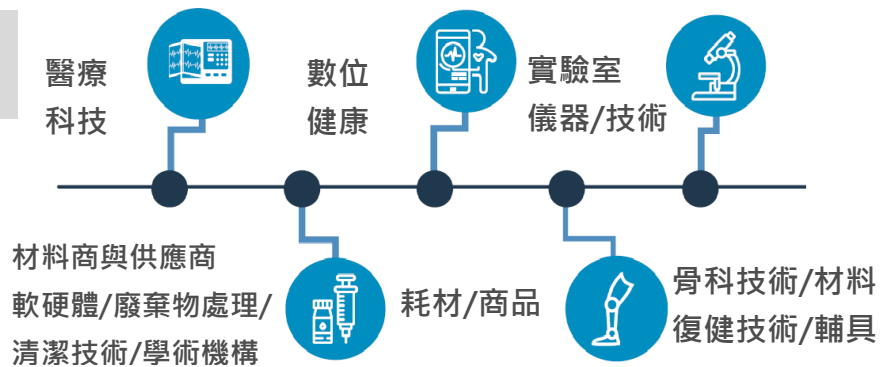 醫療
科技
數位
健康
實驗室
儀器/技術
材料商與供應商
軟硬體/廢棄物處理/
清潔技術/學術機構
耗材/商品
骨科技術/材料
復健技術/輔具